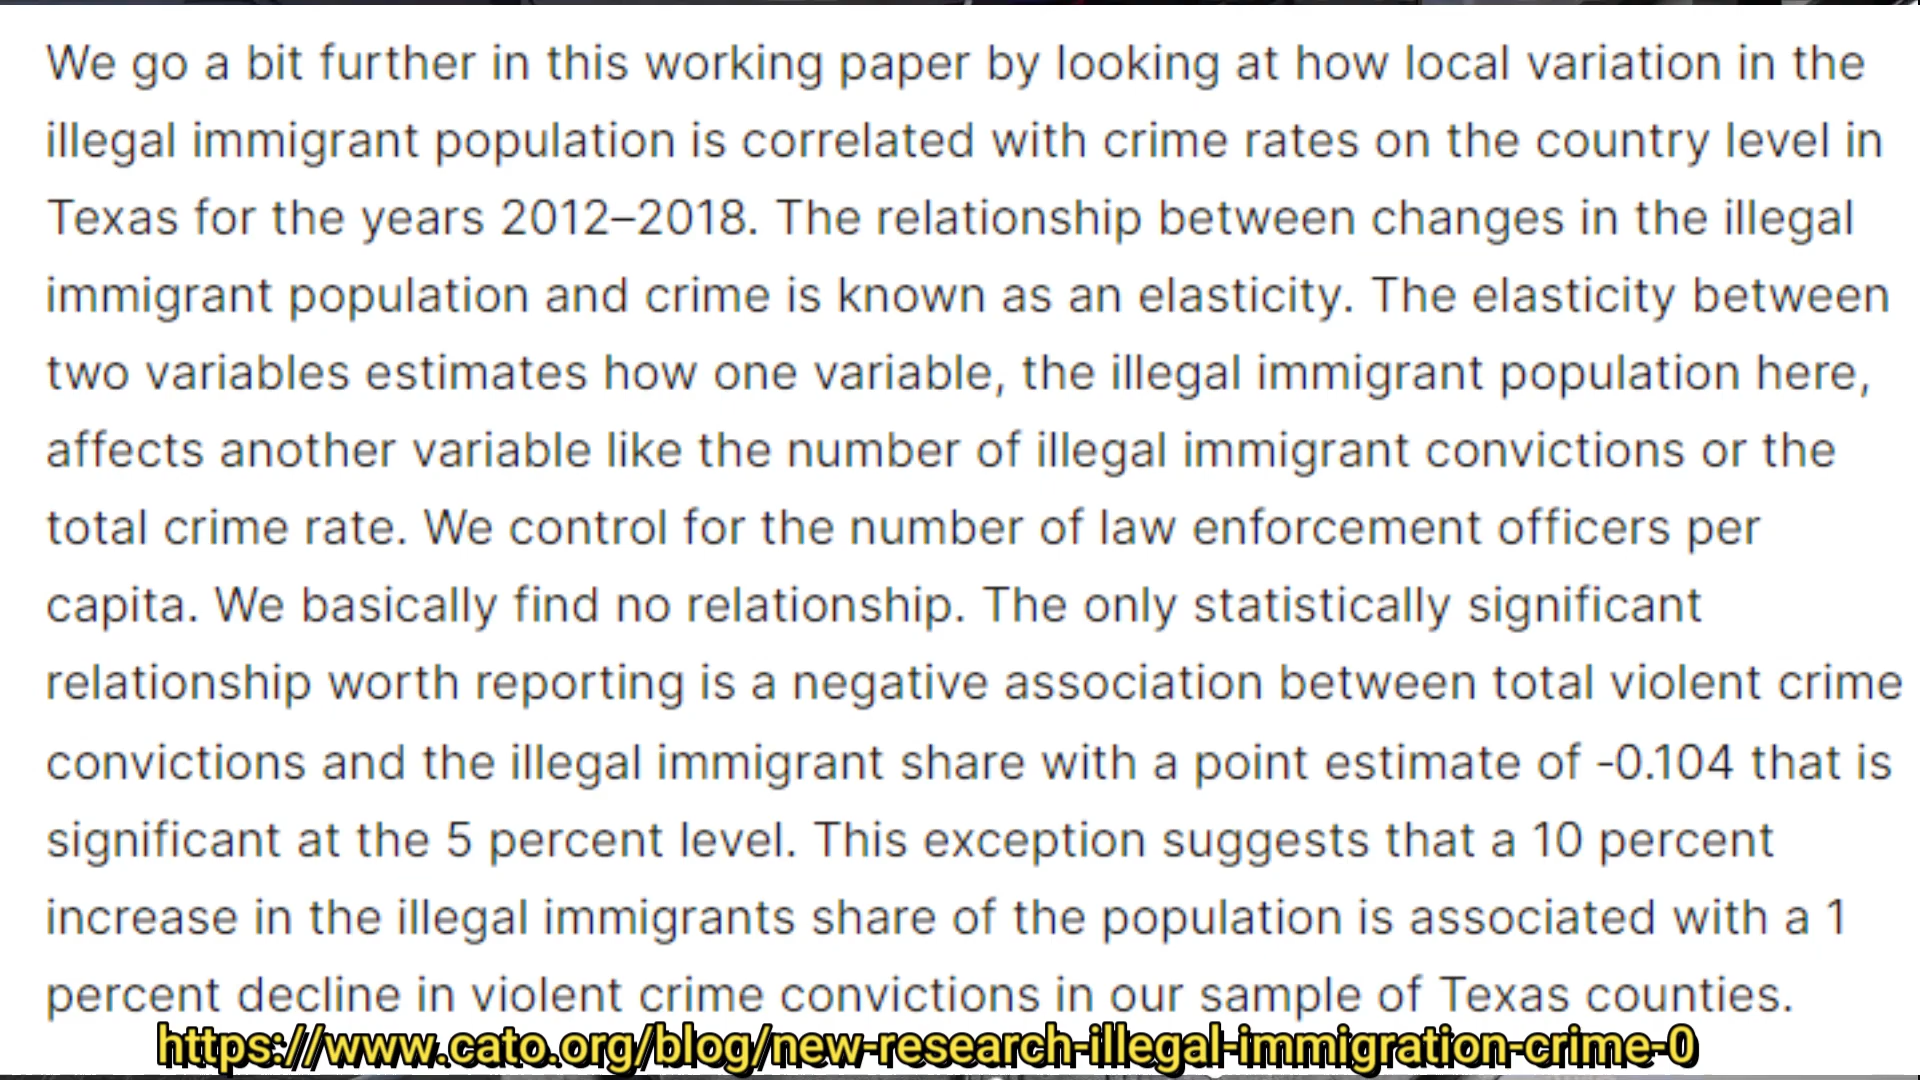 We go a bit further in this working paper by looking at how local variation in the
illegal immigrant population is correlated with crime rates on the country level in
Texas for the years 2012–2018. The relationship between changes in the illegal
immigrant population and crime is known as an elasticity. The elasticity between
two variables estimates how one variable, the illegal immigrant population here,
affects another variable like the number of illegal immigrant convictions or the
total crime rate. We control for the number of law enforcement officers per
capita. We basically find no relationship. The only statistically significant
relationship worth reporting is a negative association between total violent crime
convictions and the illegal immigrant share with a point estimate of -0.104 that is
significant at the 5 percent level. This exception suggests that a 10 percent
increase in the illegal immigrants share of the population is associated with a 1
percent decline in violent crime convictions in our sample of Texas counties.
https://www.cato.org/blog/new-research-illegal-immigration-crime-0